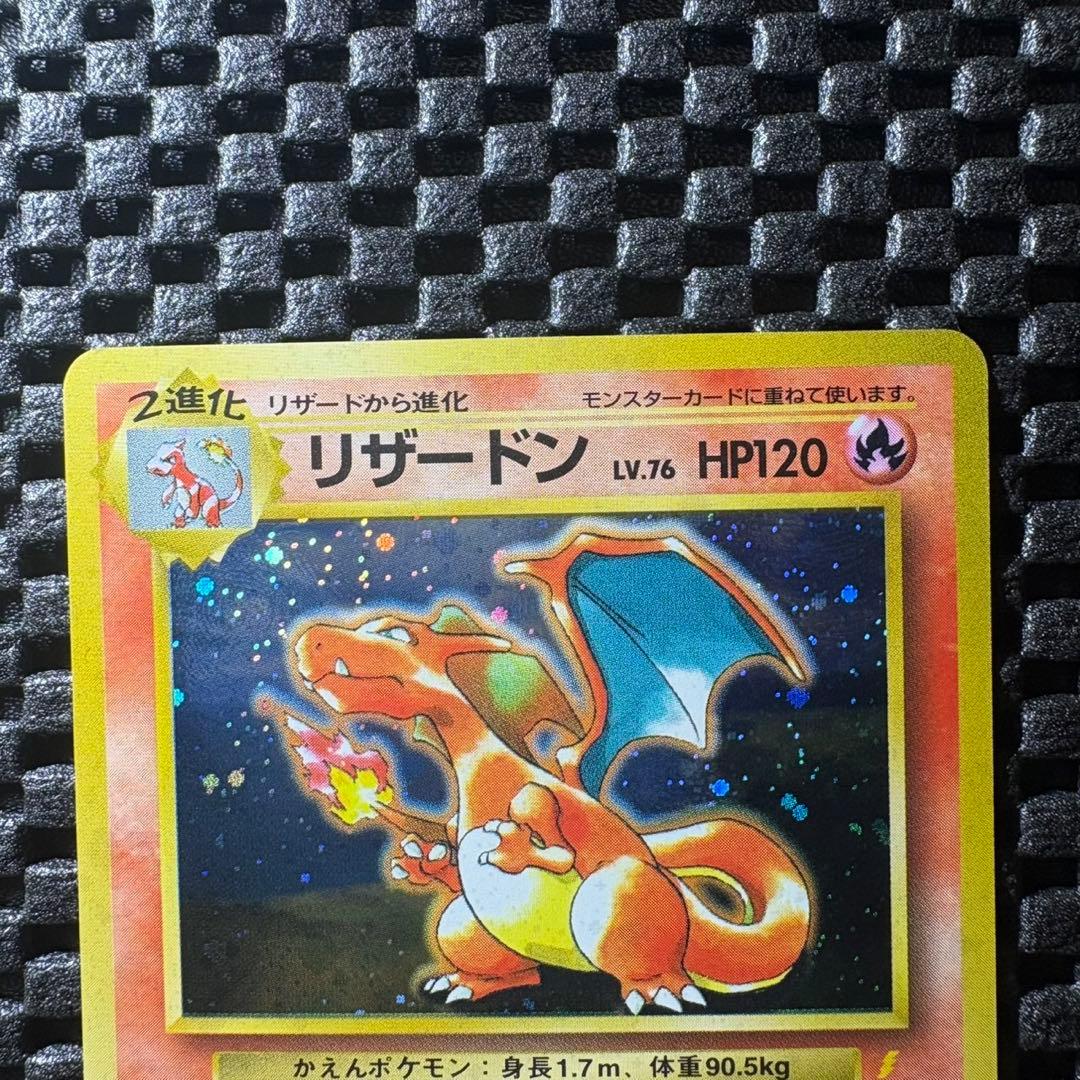 2進化 リザードから進化 モンスターカードに重ねて使います。
リザードン LV.76 HP120
かえんポケモン：身長1.7m、体重90.5kg